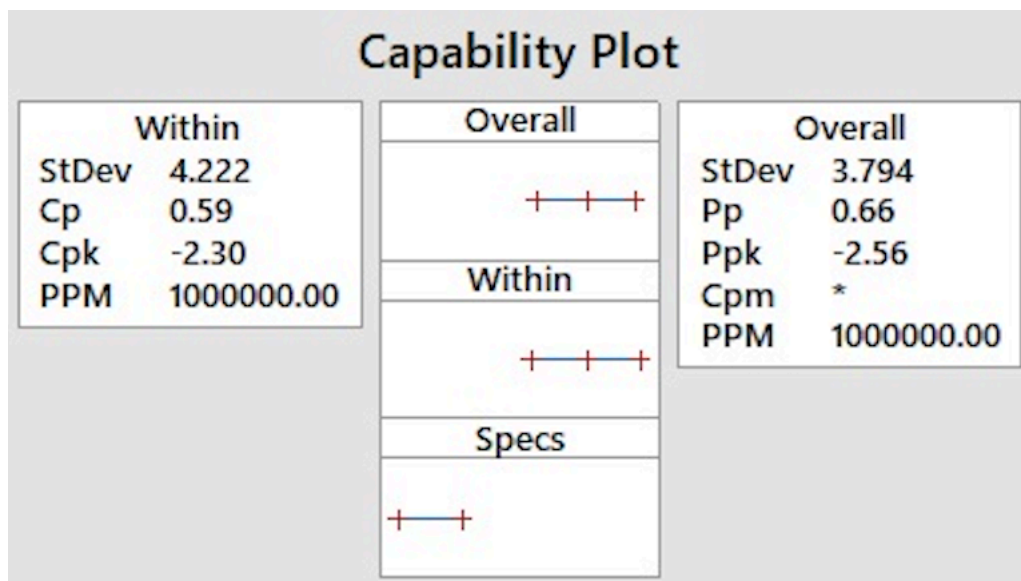 Capability Plot
Within
StDev 4.222
Cp 0.59
Cpk -2.30
PPM 1000000.00
Overall
Within
Specs
Overall
StDev 3.794
Pp 0.66
Ppk -2.56
Cpm *
PPM 1000000.00